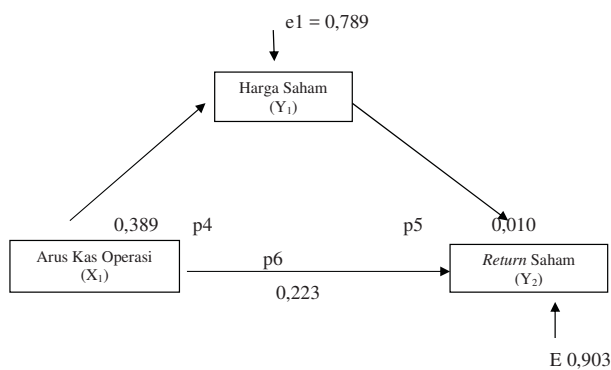 e1 = 0,789
Harga Saham
(Y₁)
0,389 p4 p5 0,010
Arus Kas Operasi
(X₁)
p6
Return Saham
(Y₂)
0,223
E 0,903